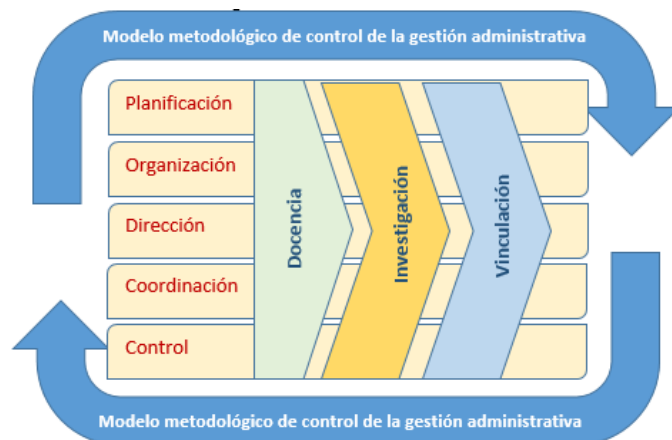 Modelo metodológico de control de la gestión administrativa
Planificación
Organización
Dirección
Coordinación
Control
Docencia
Investigación
Vinculación
Modelo metodológico de control de la gestión administrativa